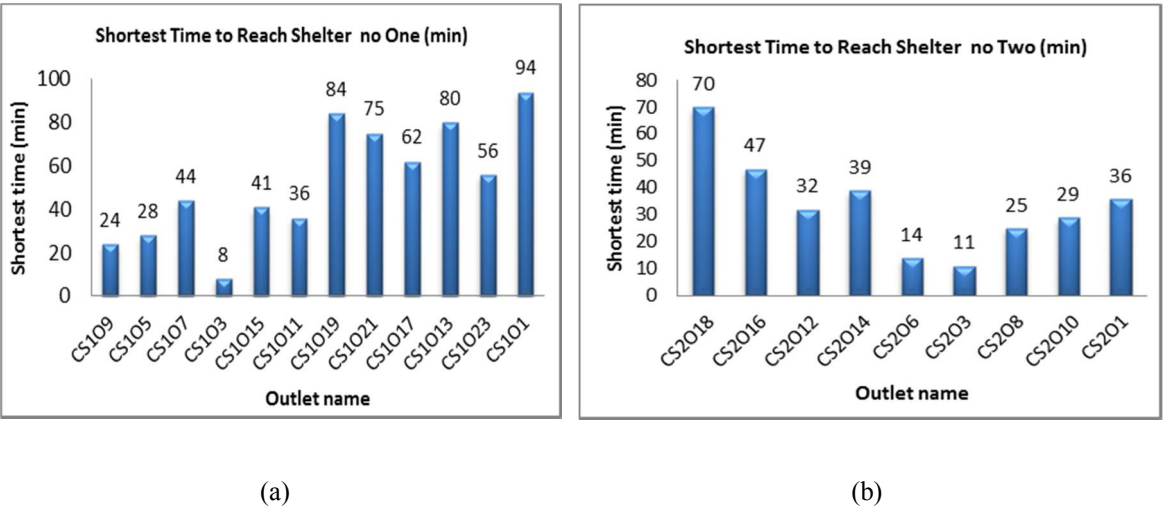 Shortest Time to Reach Shelter no One (min)
Shortest time (min)
100
80
60
40
20
0
24
28
44
8
41
36
84
75
62
80
56
94
CS1O9
CS1O5
CS1O7
CS1O3
CS1O15
CS1O11
CS1O19
CS1O21
CS1O17
CS1O13
CS1O23
CS1O1
Outlet name
(a)
Shortest Time to Reach Shelter no Two (min)
Shortest time (min)
80
70
60
50
40
30
20
10
0
70
47
32
39
14
11
25
29
36
CS2O18
CS2O16
CS2O12
CS2O14
CS2O6
CS2O3
CS2O8
CS2O10
CS2O1
Outlet name
(b)